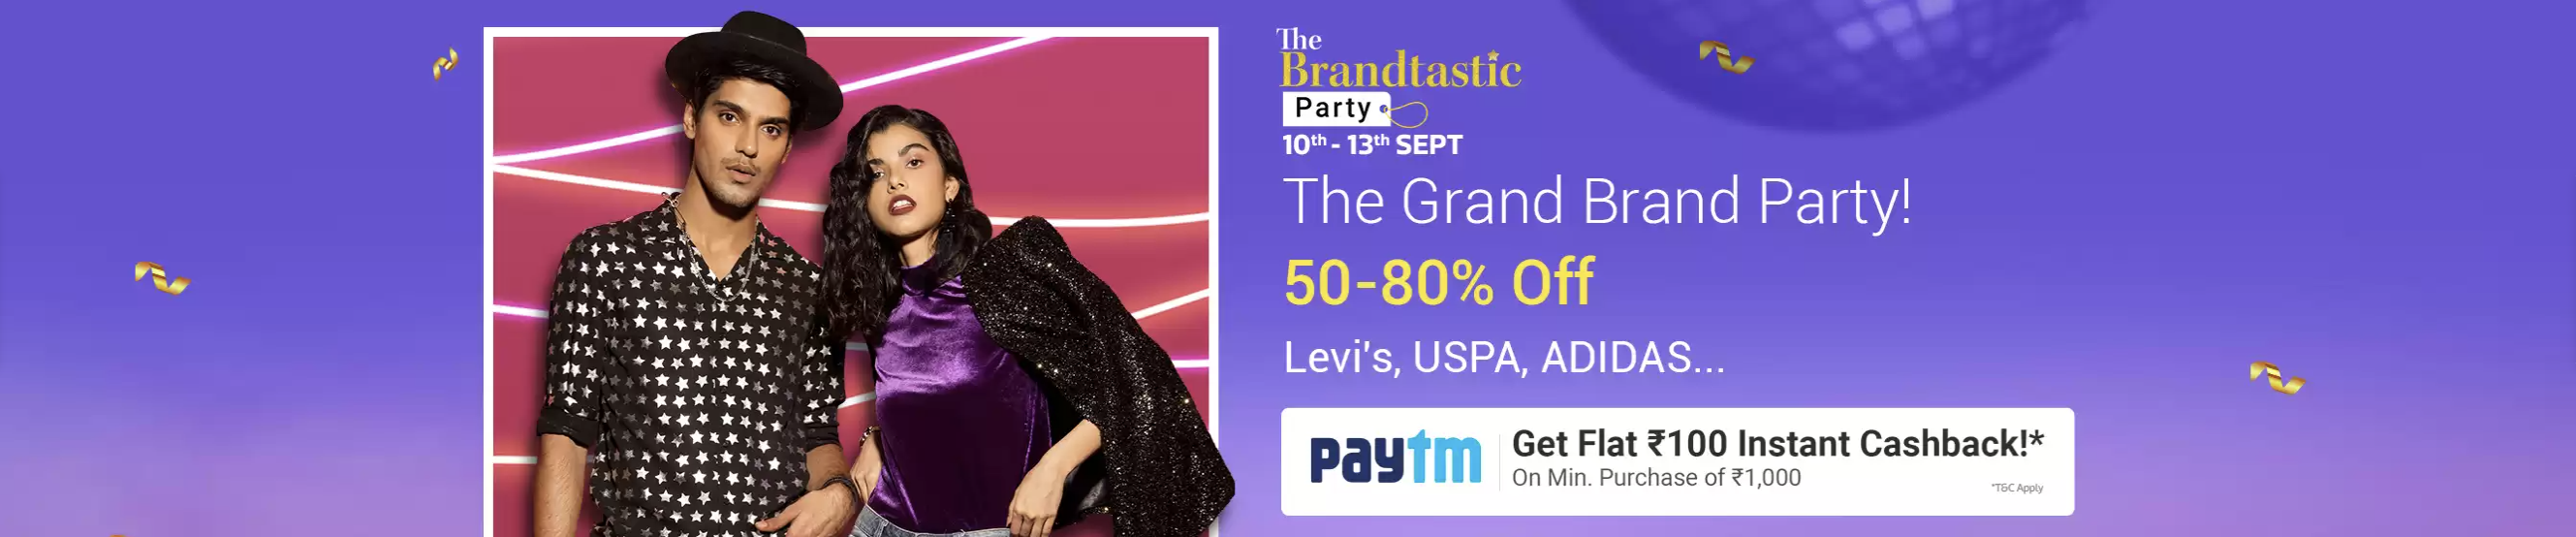 The
Brandtastic
Party
10th - 13th SEPT
The Grand Brand Party!
50-80% Off
Levi's, USPA, ADIDAS...
paytm
Get Flat ₹100 Instant Cashback!*
On Min. Purchase of ₹1,000
*T&C Apply